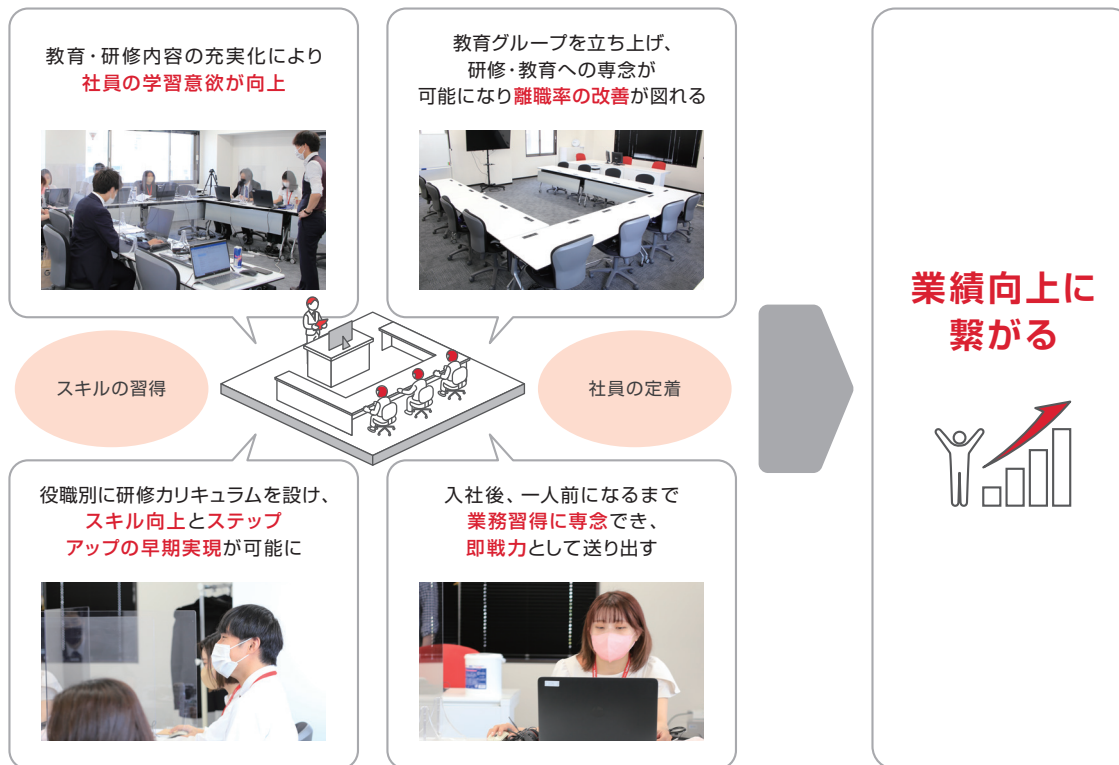 教育・研修内容の充実化により
社員の学習意欲が向上
教育グループを立ち上げ、
研修・教育への専念が
可能になり離職率の改善が図れる
スキルの習得
社員の定着
役職別に研修カリキュラムを設け、
スキル向上とステップ
アップの早期実現が可能に
入社後、一人前になるまで
業務習得に専念でき、
即戦力として送り出す
業績向上に
繋がる